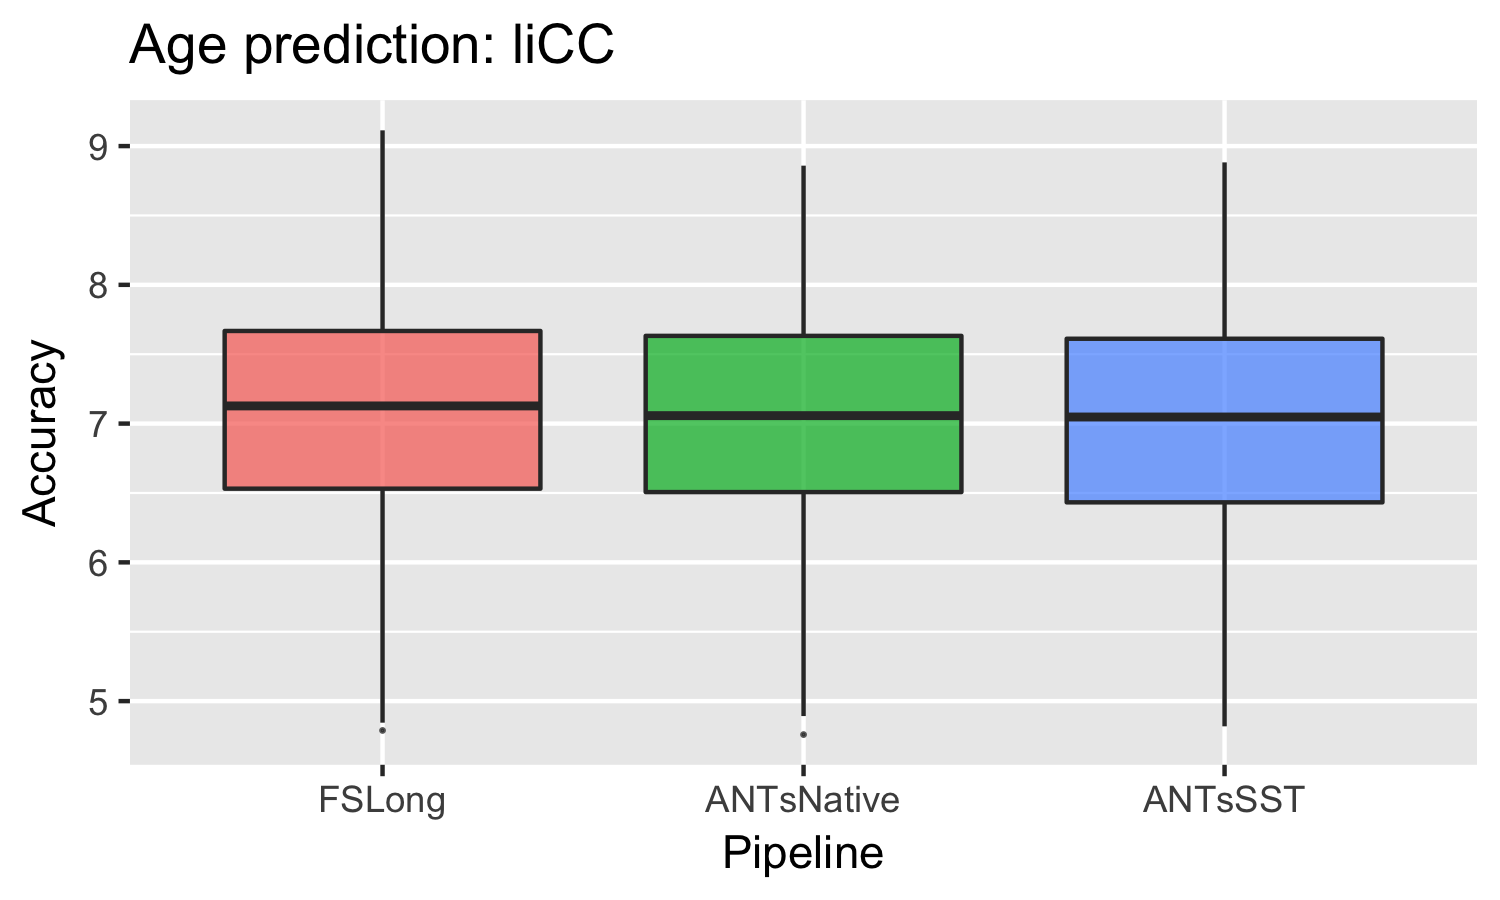 Age prediction: liCC
9
8
7
6
5
Accuracy
FSLong
ANTsNative
ANTsSST
Pipeline